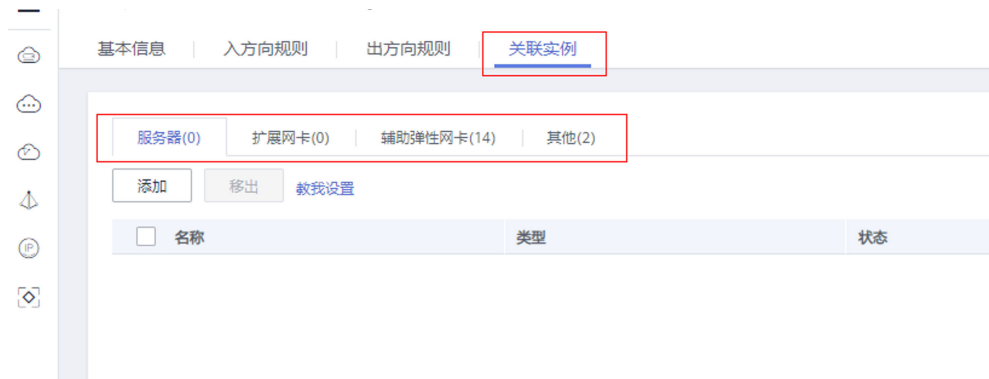 基本信息 入方向规则 出方向规则 关联实例
服务器(0) 扩展网卡(0) 辅助弹性网卡(14) 其他(2)
添加 移出 教我设置
名称 类型 状态
IP